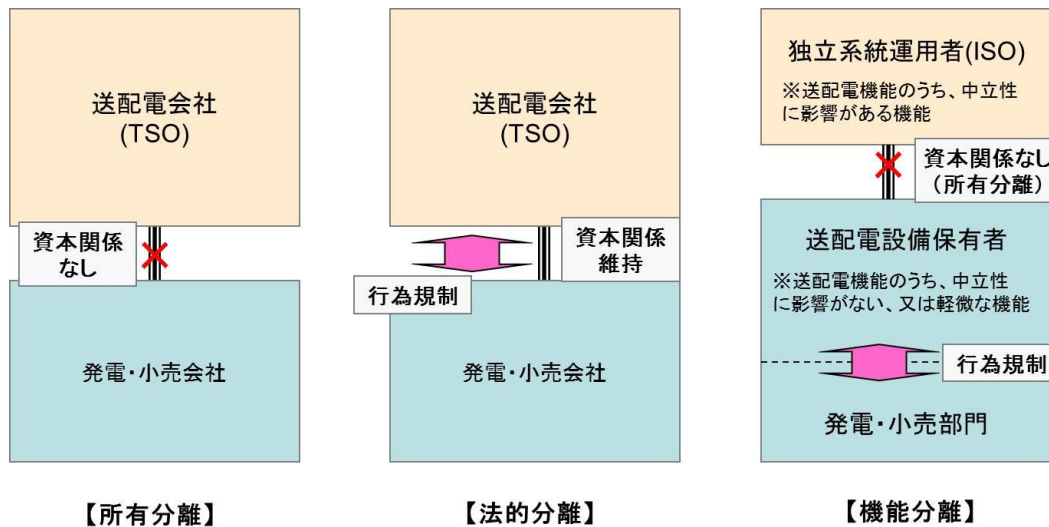 送配電会社
(TSO)
資本関係
なし
発電・小売会社
【所有分離】
送配電会社
(TSO)
資本関係
維持
行為規制
発電・小売会社
【法的分離】
独立系統運用者(ISO)
※送配電機能のうち、中立性
に影響がある機能
資本関係なし
(所有分離)
送配電設備保有者
※送配電機能のうち、中立性
に影響がない、又は軽微な機能
行為規制
発電・小売部門
【機能分離】